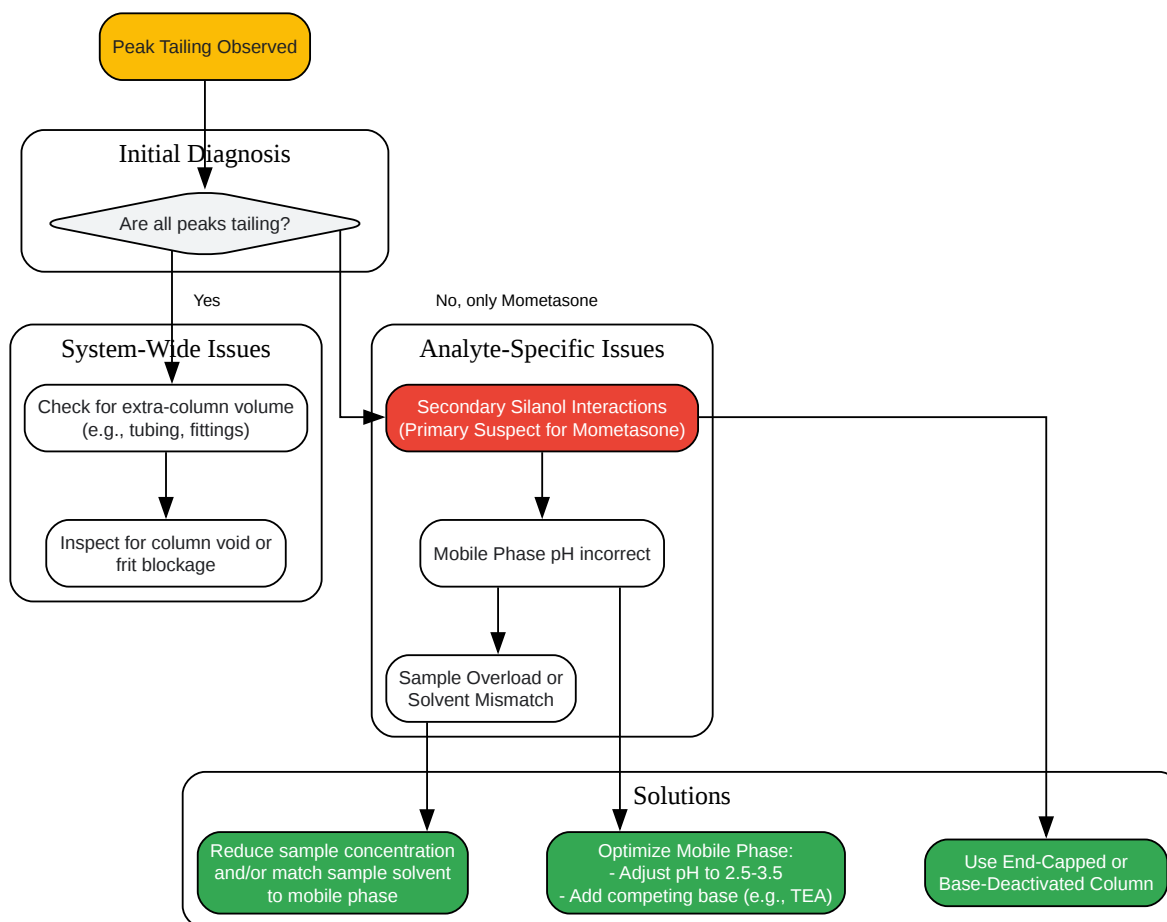 Peak Tailing Observed
Initial Diagnosis
Are all peaks tailing?
Yes
No, only Mometasone
System-Wide Issues
Check for extra-column volume
(e.g., tubing, fittings)
Inspect for column void or
frit blockage
Analyte-Specific Issues
Secondary Silanol Interactions
(Primary Suspect for Mometasone)
Mobile Phase pH incorrect
Sample Overload or
Solvent Mismatch
Solutions
Reduce sample concentration
and/or match sample solvent
to mobile phase
Optimize Mobile Phase:
- Adjust pH to 2.5-3.5
- Add competing base (e.g., TEA)
Use End-Capped or
Base-Deactivated Column